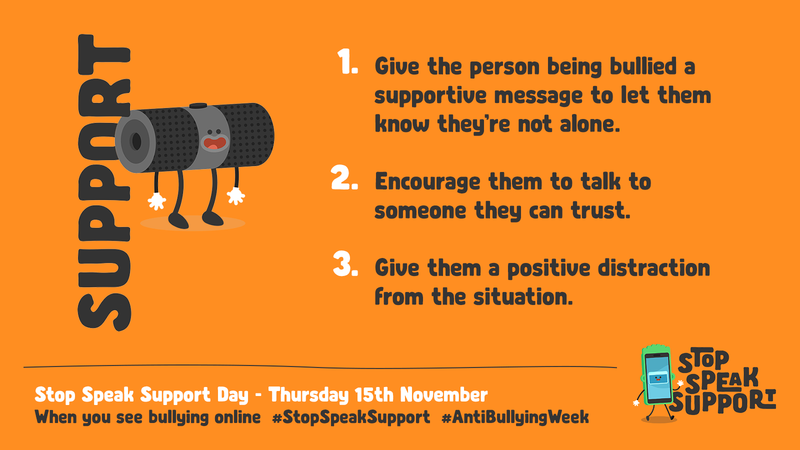 SUPPORT
1. Give the person being bullied a
supportive message to let them
know they're not alone.
2. Encourage them to talk to
someone they can trust.
3. Give them a positive distraction
from the situation.
Stop Speak Support Day - Thursday 15th November
When you see bullying online #StopSpeakSupport #AntiBullyingWeek
STOP
SPEAK
SUPPORT